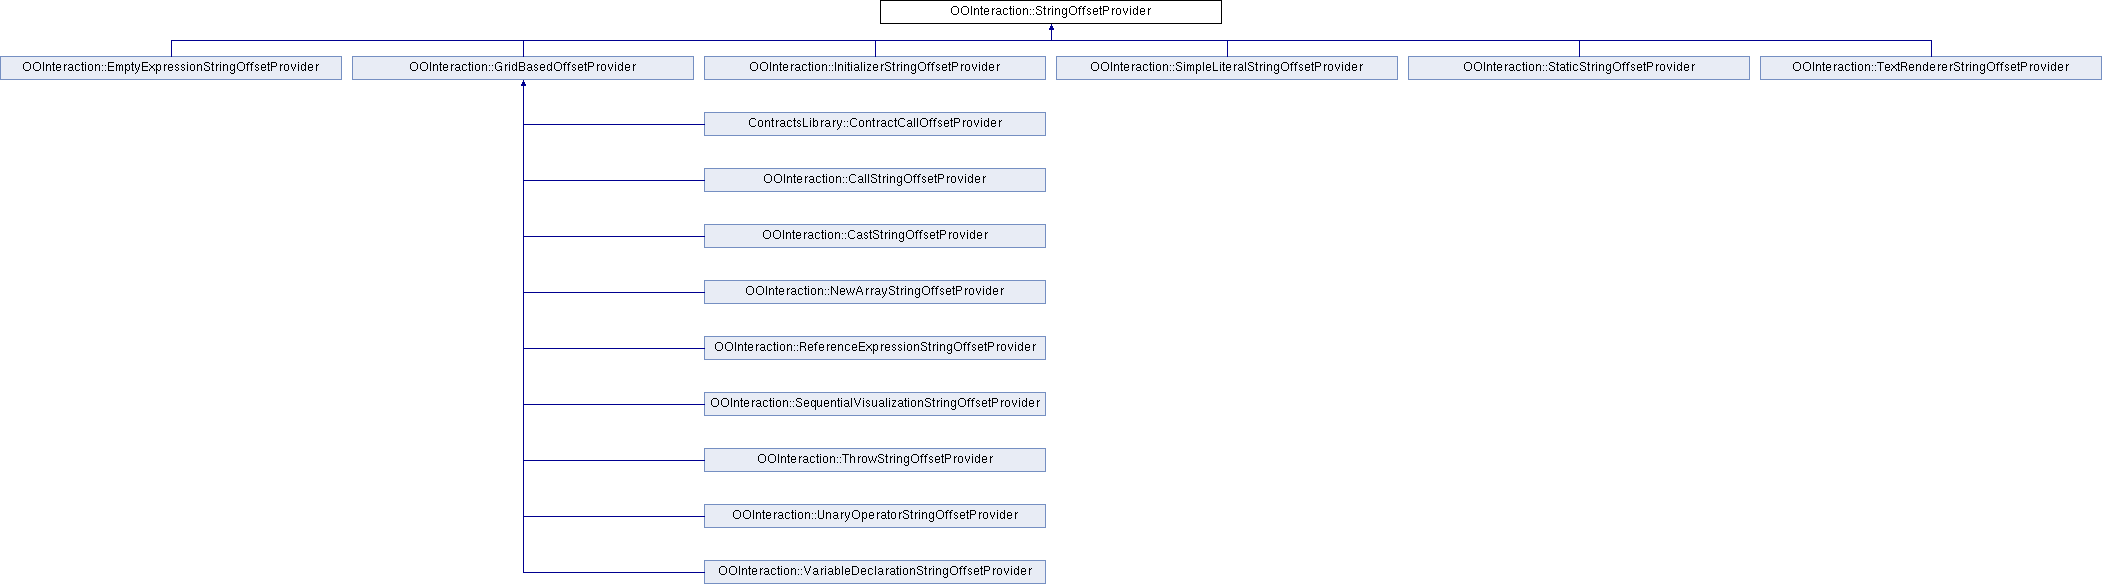 OOInteraction::StringOffsetProvider
OOInteraction::EmptyExpressionStringOffsetProvider
OOInteraction::GridBasedOffsetProvider
OOInteraction::InitializerStringOffsetProvider
OOInteraction::SimpleLiteralStringOffsetProvider
OOInteraction::StaticStringOffsetProvider
OOInteraction::TextRendererStringOffsetProvider
ContractsLibrary::ContractCallOffsetProvider
OOInteraction::CallStringOffsetProvider
OOInteraction::CastStringOffsetProvider
OOInteraction::NewArrayStringOffsetProvider
OOInteraction::ReferenceExpressionStringOffsetProvider
OOInteraction::SequentialVisualizationStringOffsetProvider
OOInteraction::ThrowStringOffsetProvider
OOInteraction::UnaryOperatorStringOffsetProvider
OOInteraction::VariableDeclarationStringOffsetProvider